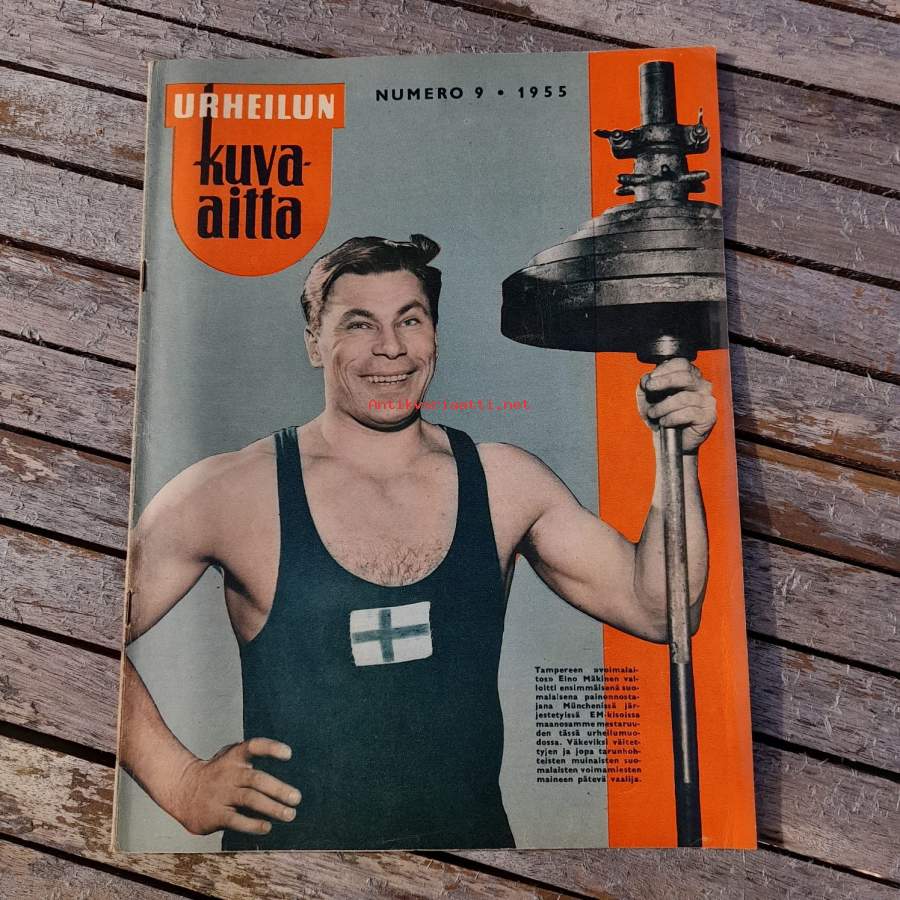 URHEILUN
kuva-
aitta
NUMERO 9 • 1955
Antikvariaatti.net
Tampereen »voimalai-
tos» Eino Mäkinen val-
loitti ensimmäisenä suo-
malaisena painonnosta-
jana Münchenissä jär-
jestetyissä EM-kisoissa
maanosamme mestaruu-
den tässä urheilumuo-
dossa. Väkeviksi väitet-
tyjen ja jopa tarunhoh-
teisten muinaisten suo-
malaisten voimamiesten
maineen pätevä vaalija.